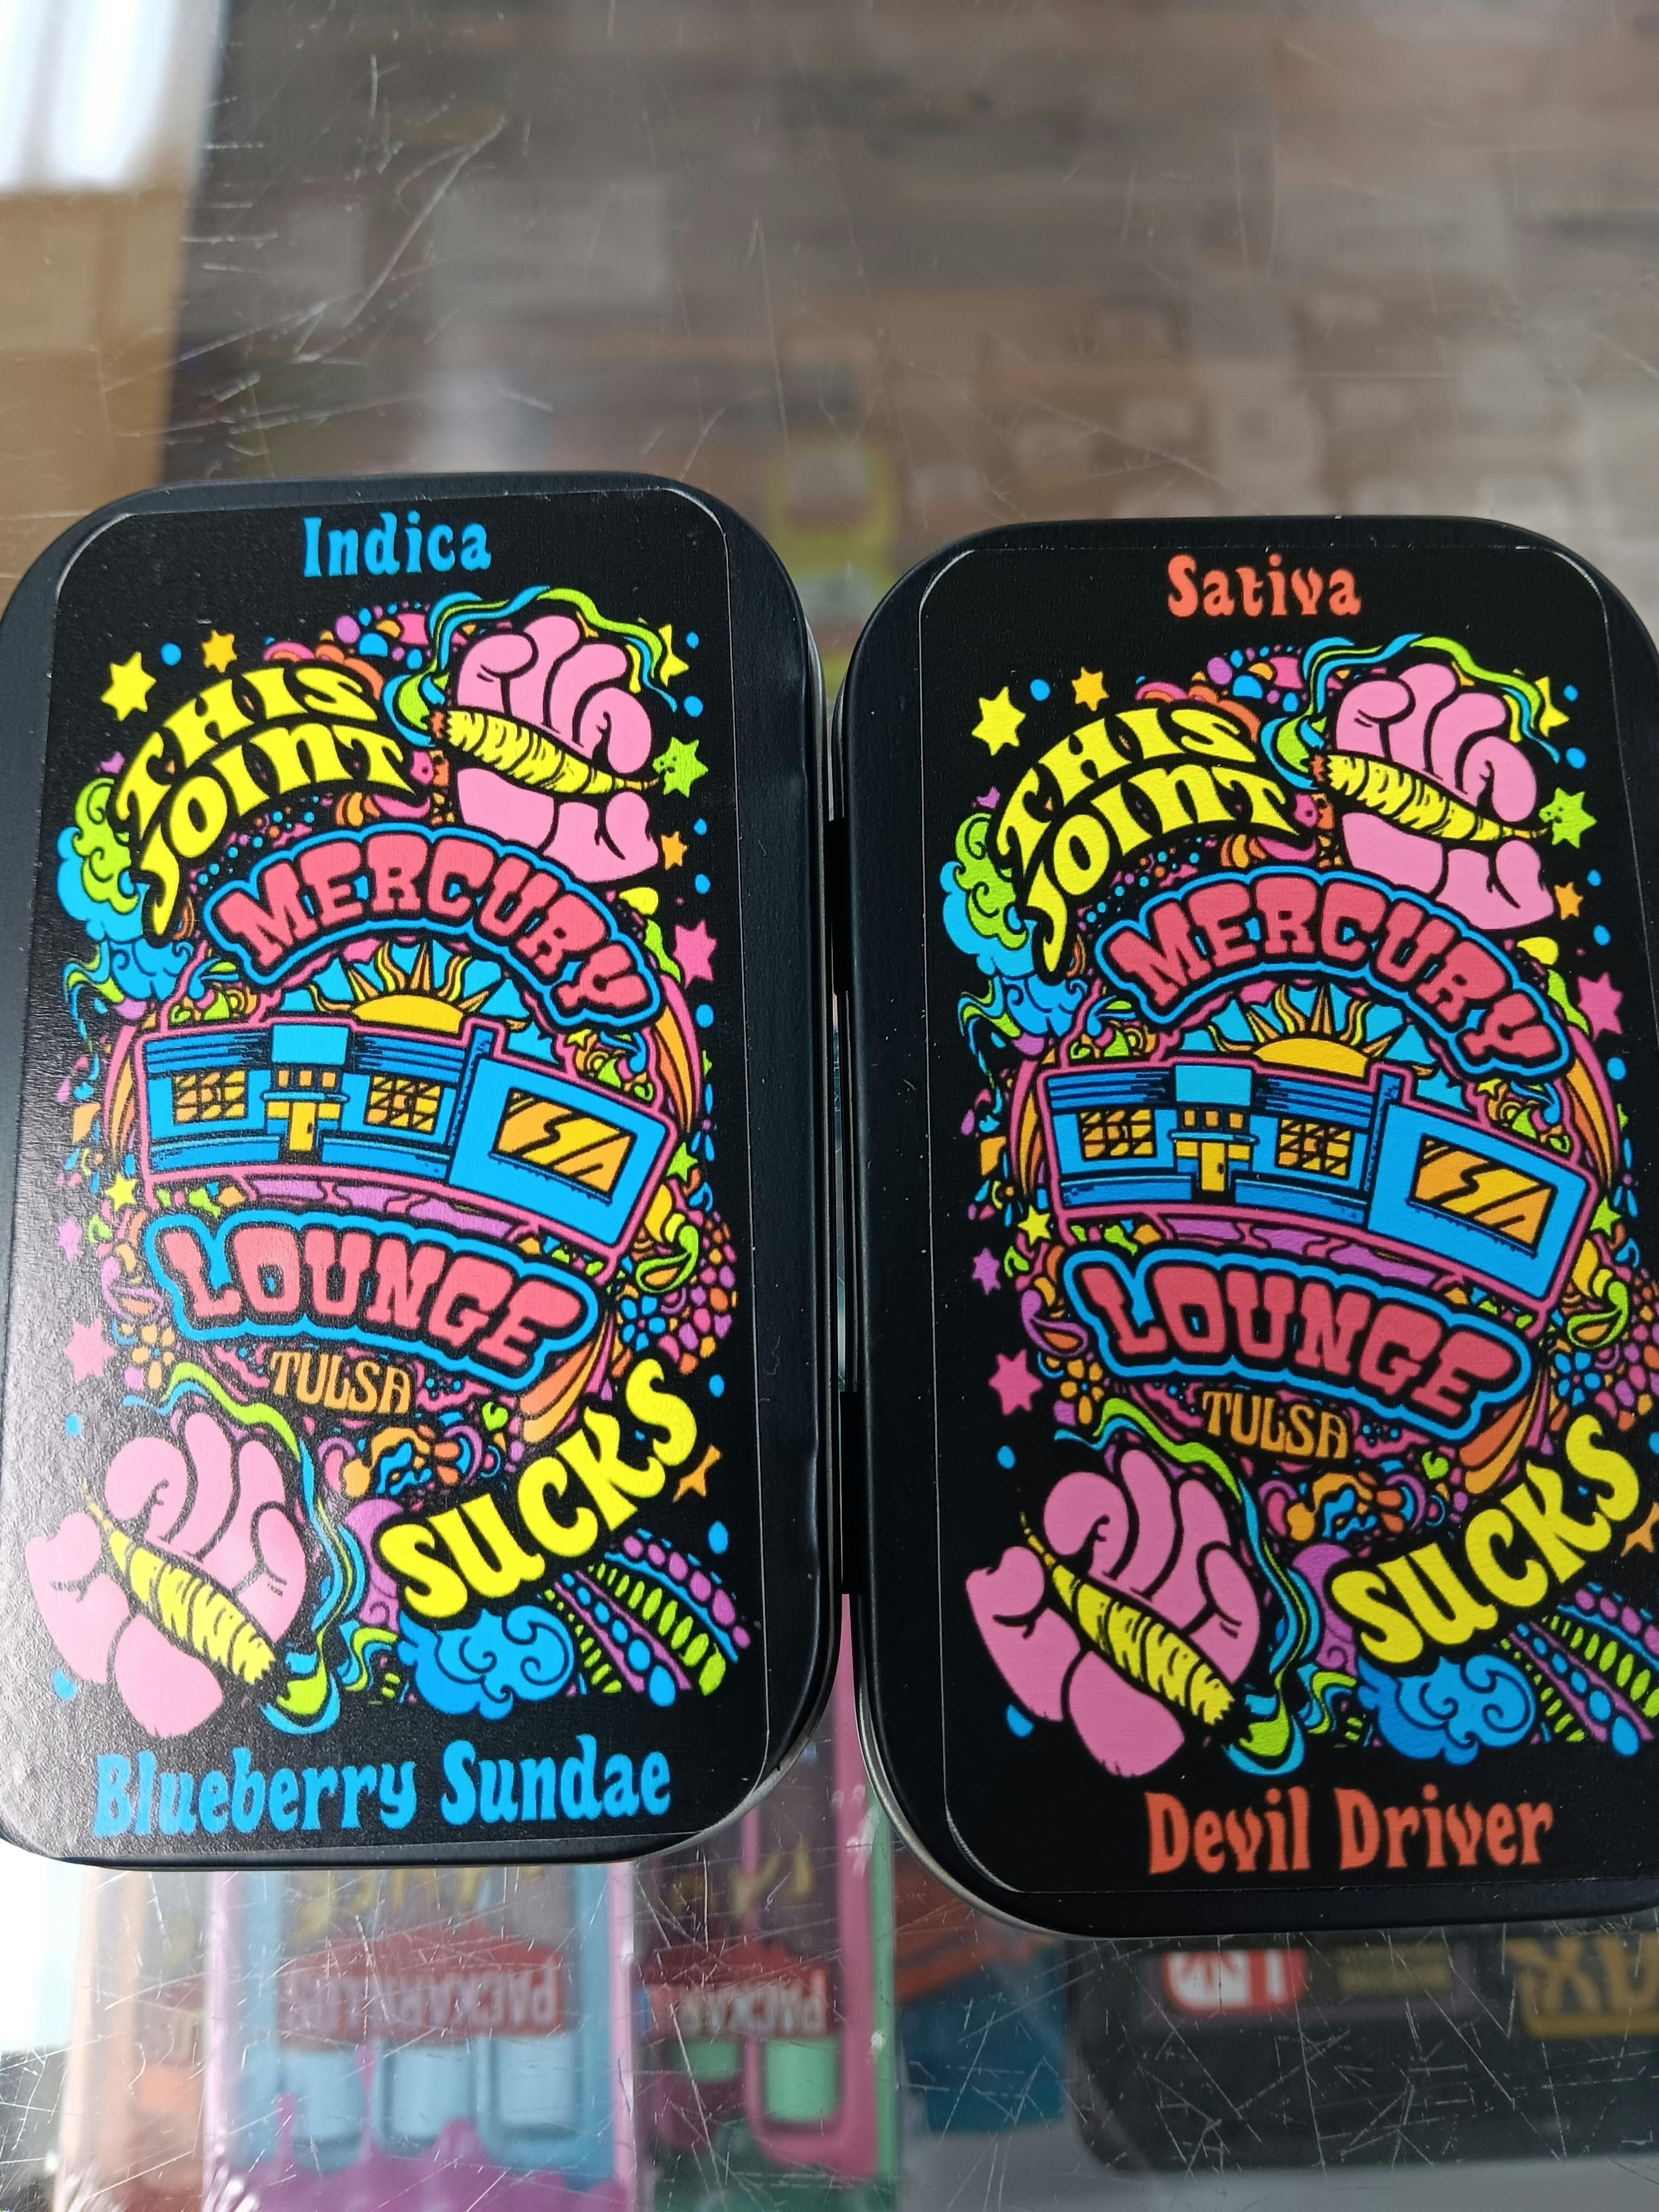 Indica
THIS
JOINT
MERCURY
LOUNGE
TULSA
SUCKS
Blueberry Sundae
Sativa
THIS
JOINT
MERCURY
LOUNGE
TULSA
SUCKS
Devil Driver